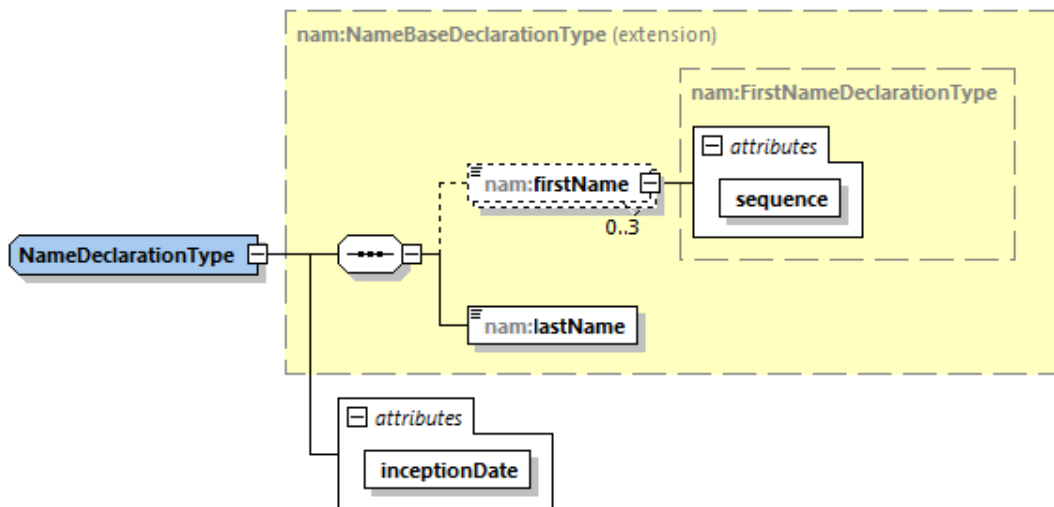 nam:NameBaseDeclarationType (extension)
nam:FirstNameDeclarationType
attributes
nam:firstName
sequence
0..3
NameDeclarationType
nam:lastName
attributes
inceptionDate